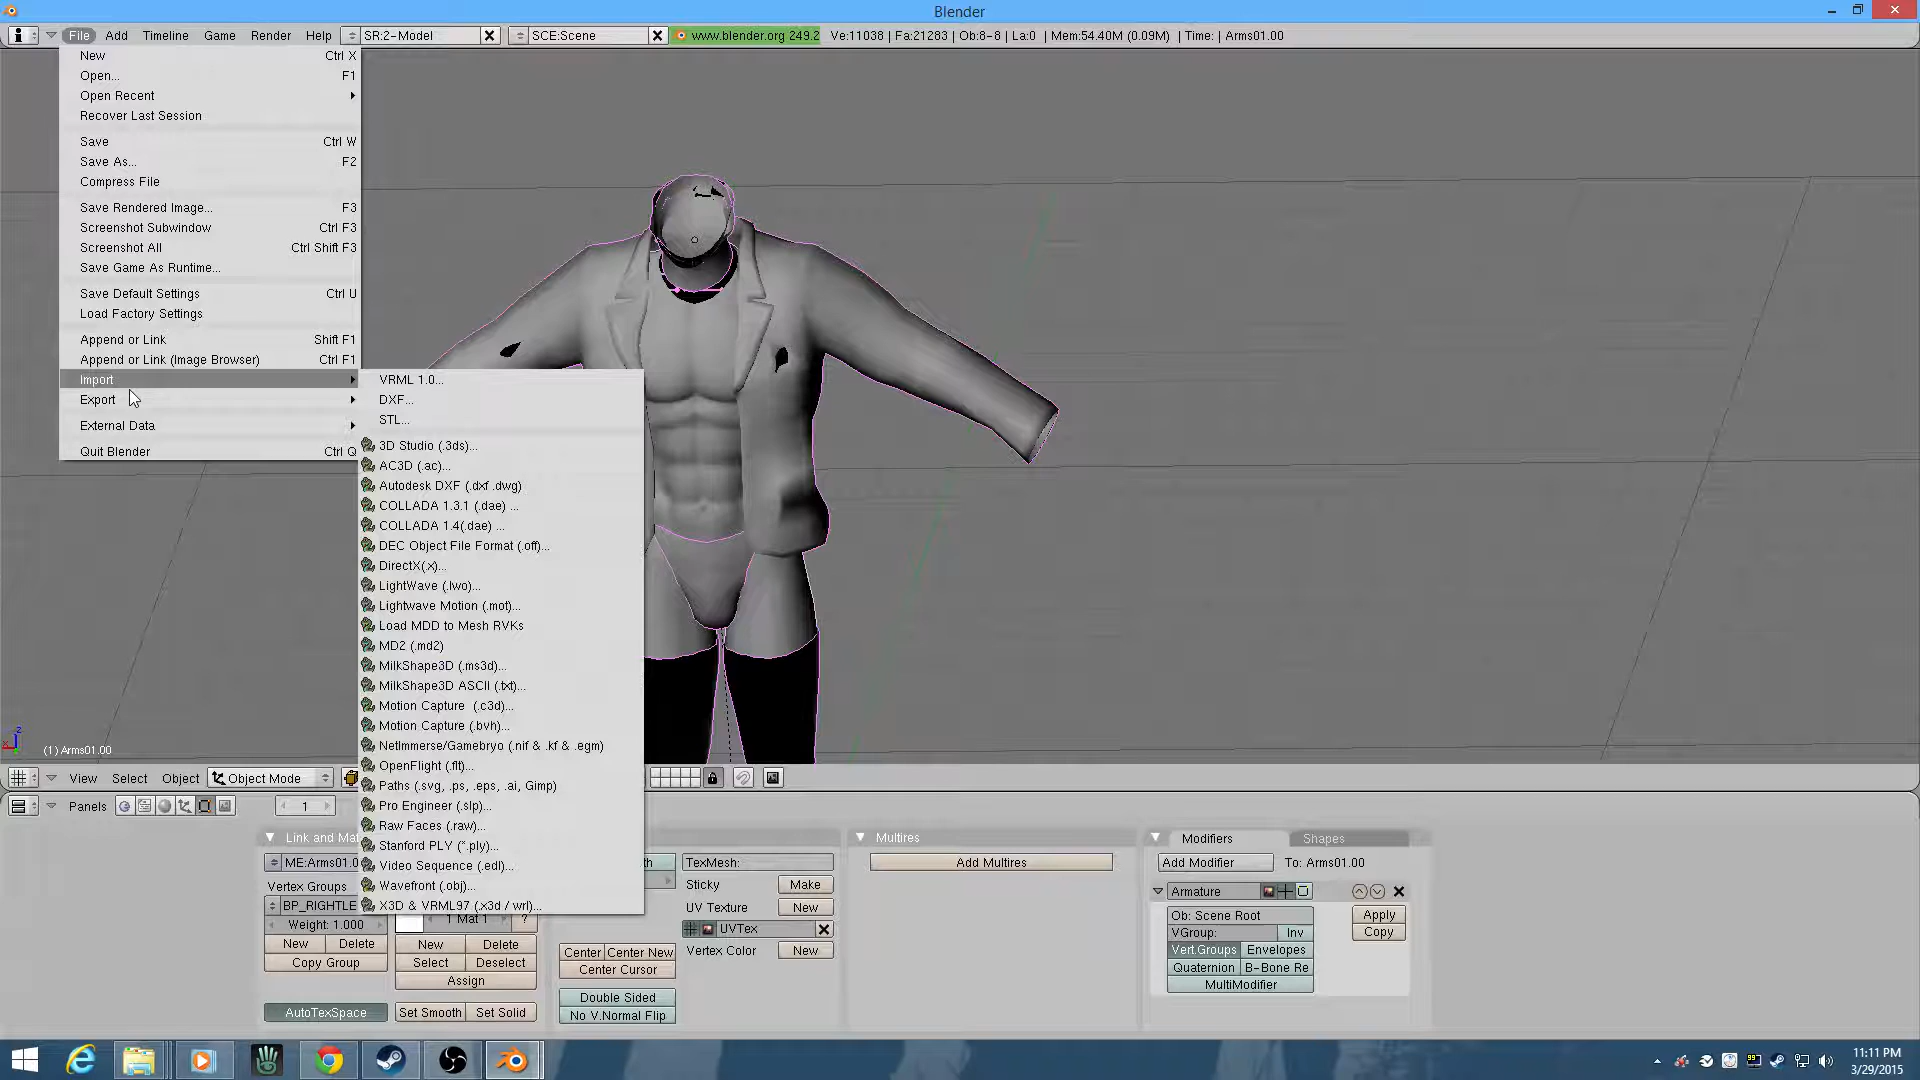 Blender
File Add Timeline Game Render Help SR:2-Model SCE:Scene www.blender.org 249.2 Ve:11038 | Fa:21283 | Ob:8-8 | La:0 | Mem:54.40M (0.09M) | Time: | Arms01.00
New Ctrl X
Open... F1
Open Recent
Recover Last Session
Save Ctrl W
Save As... F2
Compress File
Save Rendered Image... F3
Screenshot Subwindow Ctrl F3
Screenshot All Ctrl Shift F3
Save Game As Runtime...
Save Default Settings Ctrl U
Load Factory Settings
Append or Link Shift F1
Append or Link (Image Browser) Ctrl F1
Import
Export
External Data
Quit Blender Ctrl Q
VRML 1.0...
DXF...
STL...
3D Studio (.3ds)...
AC3D (.ac)...
Autodesk DXF (.dxf .dwg)
COLLADA 1.3.1 (.dae) ...
COLLADA 1.4(.dae) ...
DEC Object File Format (.off)...
DirectX(.x)...
LightWave (.lwo)...
Lightwave Motion (.mot)...
Load MDD to Mesh RVKs
MD2 (.md2)
MilkShape3D (.ms3d)...
MilkShape3D ASCII (.txt)...
Motion Capture (.c3d)...
Motion Capture (.bvh)...
NetImmerse/Gamebryo (.nif & .kf & .egm)
OpenFlight (.flt)...
Paths (.svg, .ps, .eps, .ai, Gimp)
Pro Engineer (.slp)...
Raw Faces (.raw)...
Stanford PLY (*.ply)...
Video Sequence (.edl)...
Wavefront (.obj)...
X3D & VRML97 (.x3d / wrl)...
z
x
(1) Arms01.00
View Select Object Object Mode
Panels 1
Link and Mat
ME:Arms01.0
Vertex Groups
BP_RIGHTLE
Weight: 1.000
New Delete
Copy Group
AutoTexSpace
1 Mat 1 ?
New Delete
Select Deselect
Assign
Set Smooth Set Solid
Center Center New
Center Cursor
Double Sided
No V.Normal Flip
TexMesh:
Sticky Make
UV Texture New
UVTex
Vertex Color New
Multires
Add Multires
Modifiers Shapes
Add Modifier To: Arms01.00
Armature
Ob: Scene Root Apply
VGroup: Inv Copy
Vert.Groups Envelopes
Quaternion B-Bone Re
MultiModifier
11:11 PM
3/29/2015